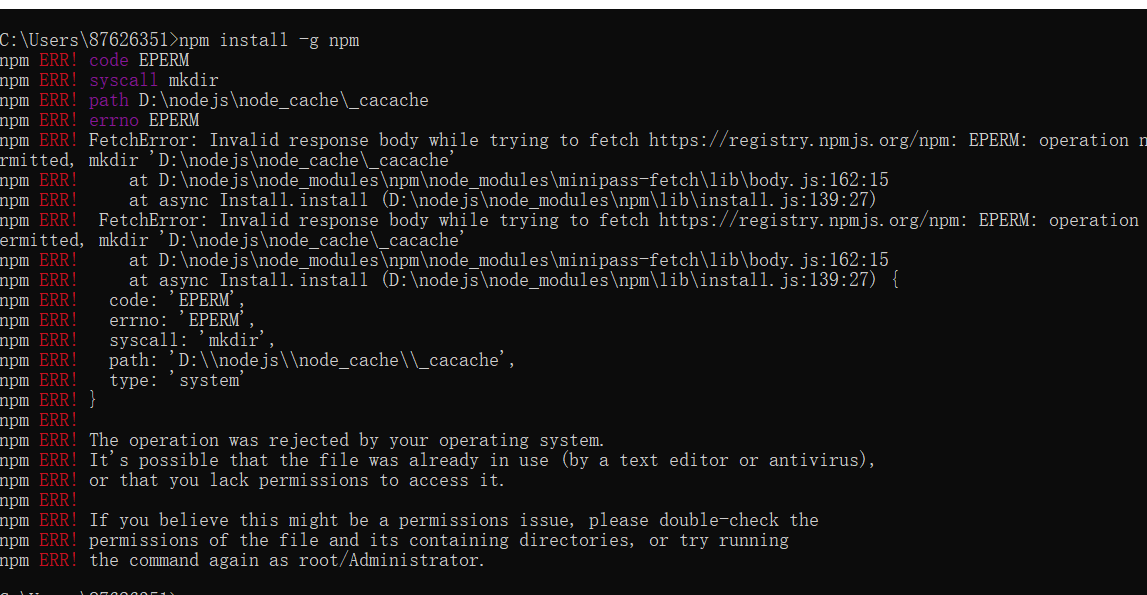 C:\Users\87626351>npm install -g npm
npm ERR! code EPERM
npm ERR! syscall mkdir
npm ERR! path D:\nodejs\node_cache\_cacache
npm ERR! errno EPERM
npm ERR! FetchError: Invalid response body while trying to fetch https://registry.npmjs.org/npm: EPERM: operation n
rmitted, mkdir 'D:\nodejs\node_cache\_cacache'
npm ERR!     at D:\nodejs\node_modules\npm\node_modules\minipass-fetch\lib\body.js:162:15
npm ERR!     at async Install.install (D:\nodejs\node_modules\npm\lib\install.js:139:27)
npm ERR!  FetchError: Invalid response body while trying to fetch https://registry.npmjs.org/npm: EPERM: operation
ermitted, mkdir 'D:\nodejs\node_cache\_cacache'
npm ERR!     at D:\nodejs\node_modules\npm\node_modules\minipass-fetch\lib\body.js:162:15
npm ERR!     at async Install.install (D:\nodejs\node_modules\npm\lib\install.js:139:27) {
npm ERR!   code: 'EPERM',
npm ERR!   errno: 'EPERM',
npm ERR!   syscall: 'mkdir',
npm ERR!   path: 'D:\\nodejs\\node_cache\\_cacache',
npm ERR!   type: 'system'
npm ERR! }
npm ERR!
npm ERR! The operation was rejected by your operating system.
npm ERR! It's possible that the file was already in use (by a text editor or antivirus),
npm ERR! or that you lack permissions to access it.
npm ERR!
npm ERR! If you believe this might be a permissions issue, please double-check the
npm ERR! permissions of the file and its containing directories, or try running
npm ERR! the command again as root/Administrator.